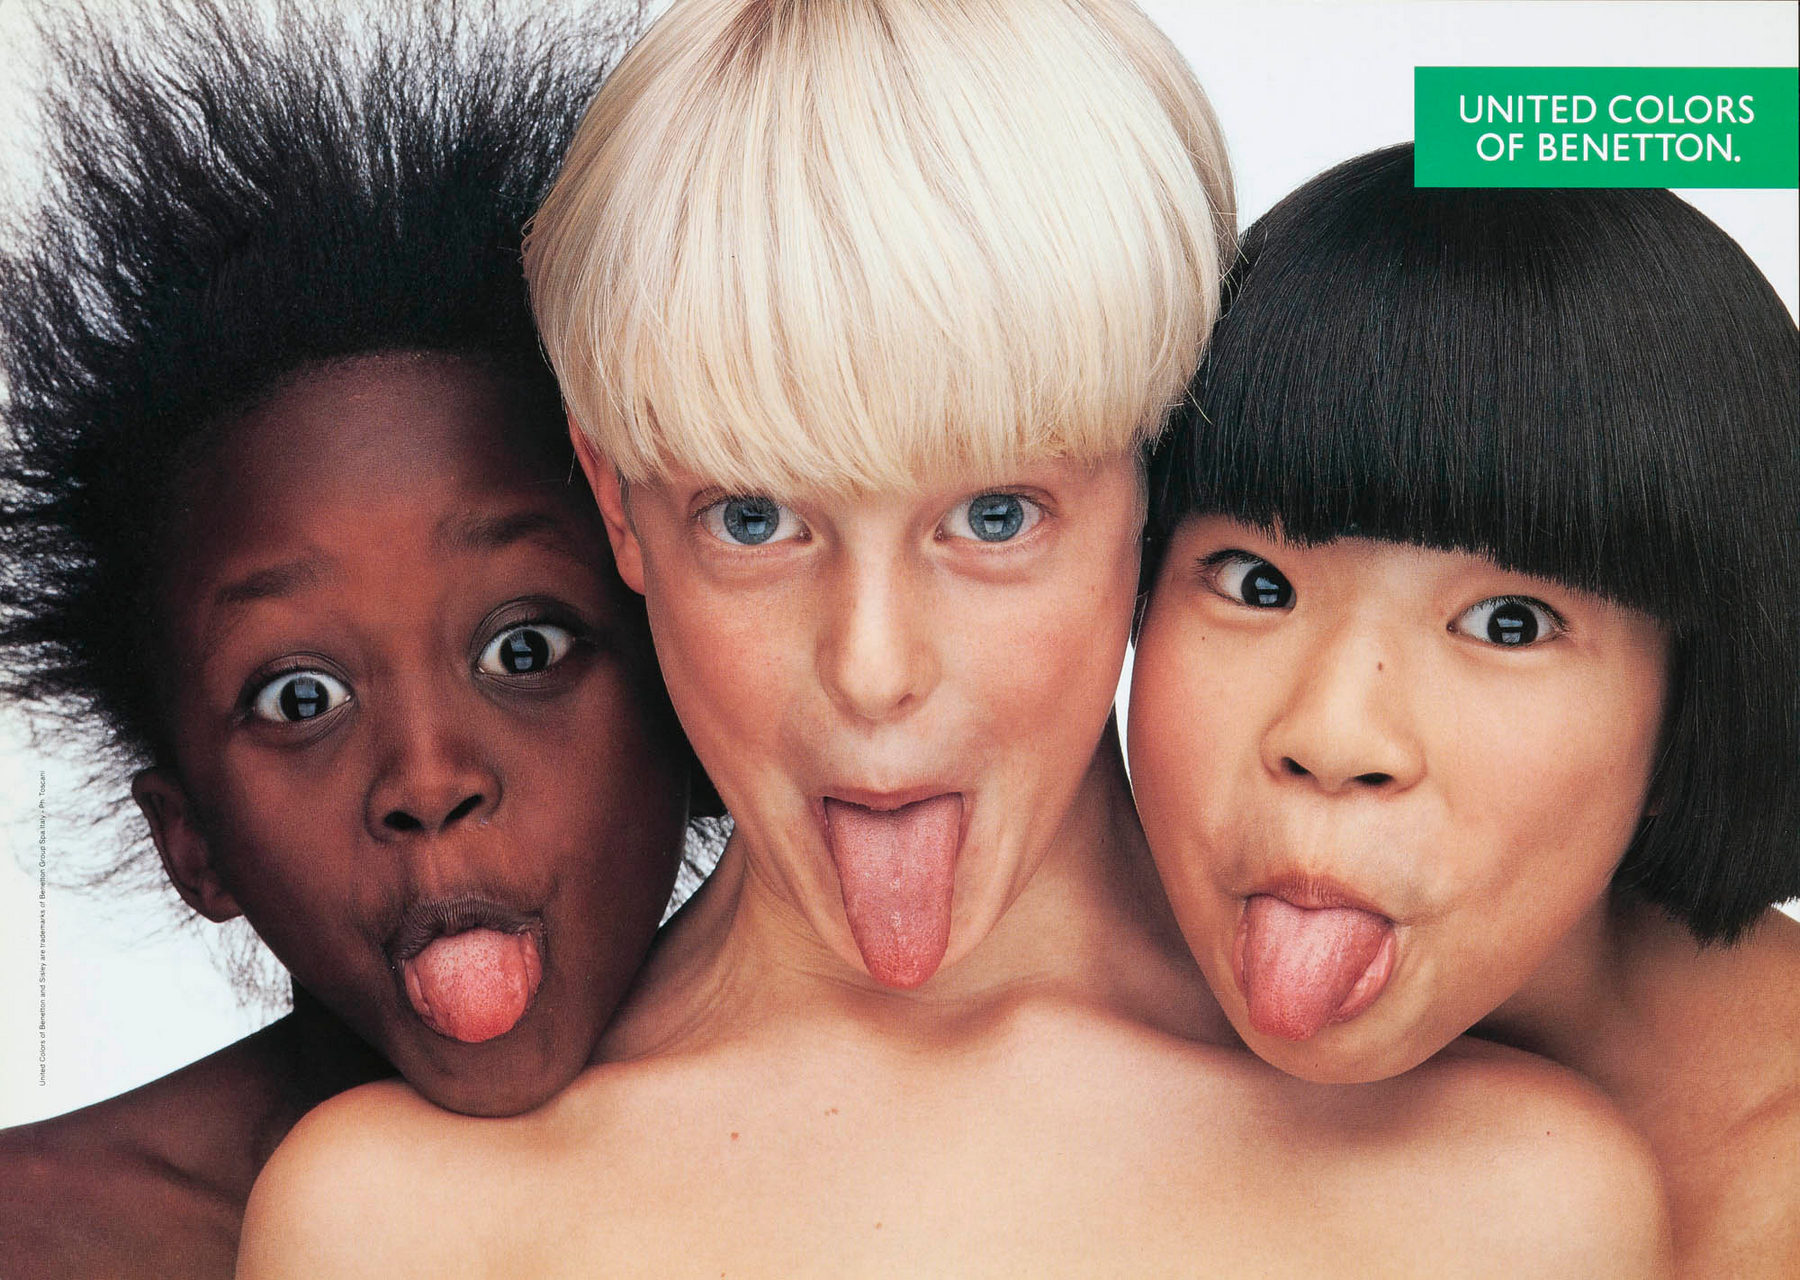 UNITED COLORS
OF BENETTON.
United Colors of Benetton and Sisley are trademarks of Benetton Group Spa Italy - Ph. Toscani